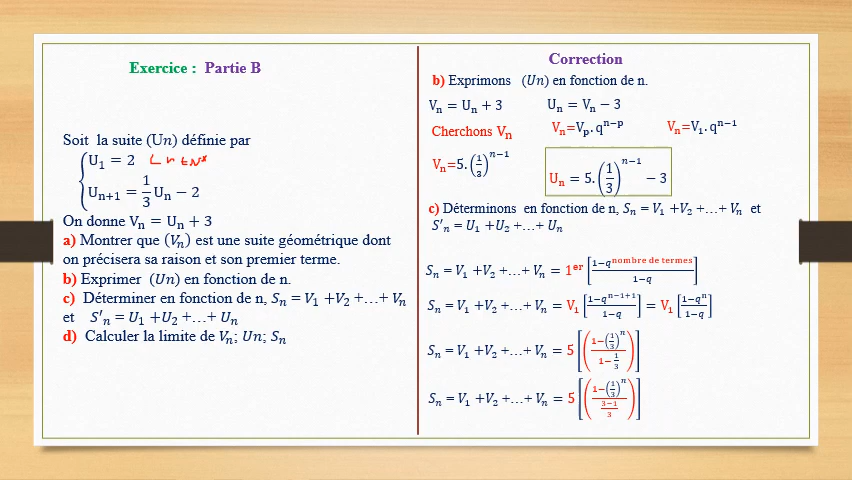 Exercice : Partie B
Soit la suite (Un) définie par
U₁ = 2 n ∈ N*
Uₙ₊₁ = 1/3 Uₙ − 2
On donne Vₙ = Uₙ + 3
a) Montrer que (Vₙ) est une suite géométrique dont
on précisera sa raison et son premier terme.
b) Exprimer (Un) en fonction de n.
c) Déterminer en fonction de n, Sₙ = V₁ +V₂ +…+ Vₙ
et S′ₙ = U₁ +U₂ +…+ Uₙ
d) Calculer la limite de Vₙ; Un; Sₙ
Correction
b) Exprimons (Un) en fonction de n.
Vₙ = Uₙ + 3 Uₙ = Vₙ − 3
Cherchons Vₙ Vₙ=Vₚ.qⁿ⁻ᵖ Vₙ=V₁.qⁿ⁻¹
Vₙ=5.(1/3)ⁿ⁻¹ Uₙ = 5.(1/3)ⁿ⁻¹ − 3
c) Déterminons en fonction de n, Sₙ = V₁ +V₂ +…+ Vₙ et
S′ₙ = U₁ +U₂ +…+ Uₙ
Sₙ = V₁ +V₂ +…+ Vₙ = 1ᵉʳ [(1−q^nombre de termes)/(1−q)]
Sₙ = V₁ +V₂ +…+ Vₙ = V₁ [(1−qⁿ⁻¹⁺¹)/(1−q)] = V₁ [(1−qⁿ)/(1−q)]
Sₙ = V₁ +V₂ +…+ Vₙ = 5 [((1−(1/3)ⁿ)/(1−1/3))]
Sₙ = V₁ +V₂ +…+ Vₙ = 5 [((1−(1/3)ⁿ)/((3−1)/3))]